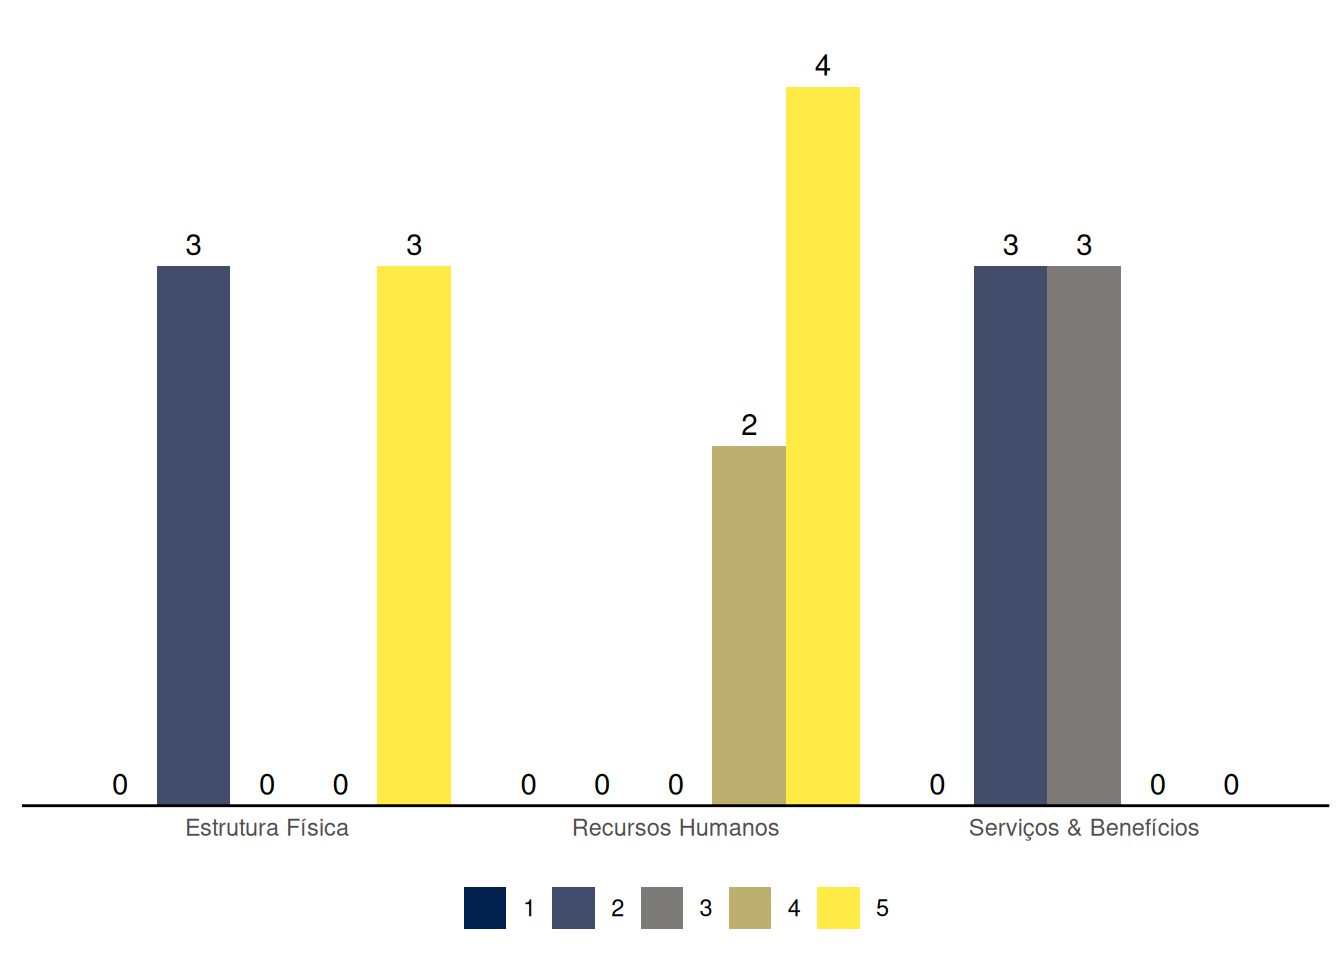 4
3 3 3 3
2
0 0 0 0 0 0 0 0 0
Estrutura Física Recursos Humanos Serviços & Benefícios
1 2 3 4 5